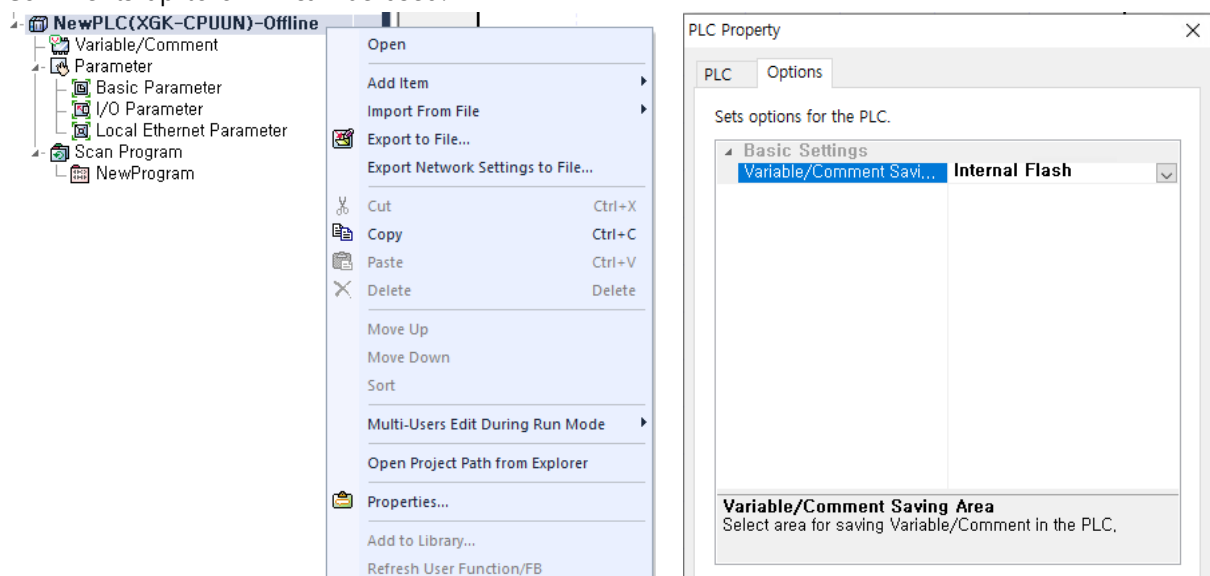 NewPLC(XGK-CPUUN)-Offline
Variable/Comment
Parameter
Basic Parameter
I/O Parameter
Local Ethernet Parameter
Scan Program
NewProgram
Open
Add Item
Import From File
Export to File...
Export Network Settings to File...
Cut Ctrl+X
Copy Ctrl+C
Paste Ctrl+V
Delete Delete
Move Up
Move Down
Sort
Multi-Users Edit During Run Mode
Open Project Path from Explorer
Properties...
Add to Library...
Refresh User Function/FB
PLC Property
PLC Options
Sets options for the PLC.
Basic Settings
Variable/Comment Savi... Internal Flash
Variable/Comment Saving Area
Select area for saving Variable/Comment in the PLC,